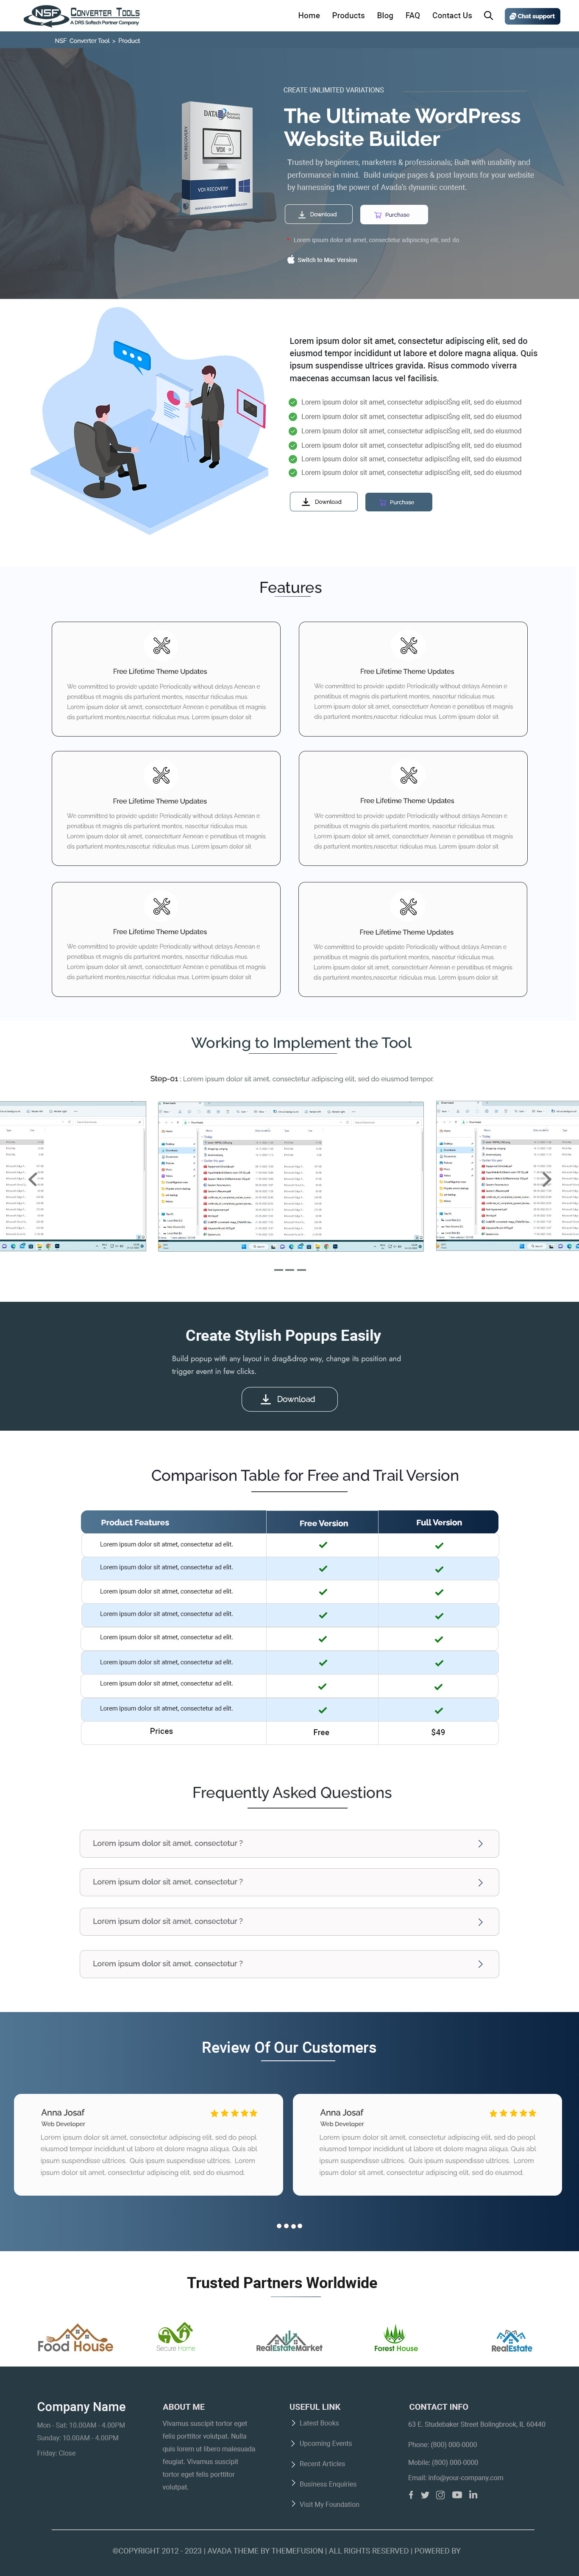 NSF CONVERTER TOOLS
A DRS Softech Partner Company
Home Products Blog FAQ Contact Us Chat support
NSF Converter Tool > Product
CREATE UNLIMITED VARIATIONS
The Ultimate WordPress
Website Builder
Trusted by beginners, marketers & professionals; Built with usability and
performance in mind. Build unique pages & post layouts for your website
by harnessing the power of Avada's dynamic content.
DATA
VDI RECOVERY
VDI RECOVERY
Download Purchase
Lorem ipsum dolor sit amet, consectetur adipiscing elit, sed do
Switch to Mac Version
Lorem ipsum dolor sit amet, consectetur adipiscing elit, sed do
eiusmod tempor incididunt ut labore et dolore magna aliqua. Quis
ipsum suspendisse ultrices gravida. Risus commodo viverra
maecenas accumsan lacus vel facilisis.
Lorem ipsum dolor sit amet, consectetur adipisciŜng elit, sed do eiusmod
Lorem ipsum dolor sit amet, consectetur adipisciŜng elit, sed do eiusmod
Lorem ipsum dolor sit amet, consectetur adipisciŜng elit, sed do eiusmod
Lorem ipsum dolor sit amet, consectetur adipisciŜng elit, sed do eiusmod
Lorem ipsum dolor sit amet, consectetur adipisciŜng elit, sed do eiusmod
Lorem ipsum dolor sit amet, consectetur adipisciŜng elit, sed do eiusmod
Download Purchase
Features
Free Lifetime Theme Updates
We committed to provide update Periodically without delays Aenean e
penatibus et magnis dis parturient montes, nascetur ridiculus mus.
Lorem ipsum dolor sit amet, consectetuer Aenean e penatibus et magnis
dis parturient montes,nascetur. ridiculus mus. Lorem ipsum dolor sit
Free Lifetime Theme Updates
We committed to provide update Periodically without delays Aenean e
penatibus et magnis dis parturient montes, nascetur ridiculus mus.
Lorem ipsum dolor sit amet, consectetuer Aenean e penatibus et magnis
dis parturient montes,nascetur. ridiculus mus. Lorem ipsum dolor sit
Free Lifetime Theme Updates
We committed to provide update Periodically without delays Aenean e
penatibus et magnis dis parturient montes, nascetur ridiculus mus.
Lorem ipsum dolor sit amet, consectetuer Aenean e penatibus et magnis
dis parturient montes,nascetur. ridiculus mus. Lorem ipsum dolor sit
Free Lifetime Theme Updates
We committed to provide update Periodically without delays Aenean e
penatibus et magnis dis parturient montes, nascetur ridiculus mus.
Lorem ipsum dolor sit amet, consectetuer Aenean e penatibus et magnis
dis parturient montes,nascetur. ridiculus mus. Lorem ipsum dolor sit
Free Lifetime Theme Updates
We committed to provide update Periodically without delays Aenean e
penatibus et magnis dis parturient montes, nascetur ridiculus mus.
Lorem ipsum dolor sit amet, consectetuer Aenean e penatibus et magnis
dis parturient montes,nascetur. ridiculus mus. Lorem ipsum dolor sit
Free Lifetime Theme Updates
We committed to provide update Periodically without delays Aenean e
penatibus et magnis dis parturient montes, nascetur ridiculus mus.
Lorem ipsum dolor sit amet, consectetuer Aenean e penatibus et magnis
dis parturient montes,nascetur. ridiculus mus. Lorem ipsum dolor sit
Working to Implement the Tool
Step-01 : Lorem ipsum dolor sit amet, consectetur adipiscing elit, sed do eiusmod tempor.
Create Stylish Popups Easily
Build popup with any layout in drag&drop way, change its position and
trigger event in few clicks.
Download
Comparison Table for Free and Trail Version
Product Features Free Version Full Version
Lorem ipsum dolor sit atmet, consectetur ad elit.
Lorem ipsum dolor sit atmet, consectetur ad elit.
Lorem ipsum dolor sit atmet, consectetur ad elit.
Lorem ipsum dolor sit atmet, consectetur ad elit.
Lorem ipsum dolor sit atmet, consectetur ad elit.
Lorem ipsum dolor sit atmet, consectetur ad elit.
Lorem ipsum dolor sit atmet, consectetur ad elit.
Lorem ipsum dolor sit atmet, consectetur ad elit.
Prices Free $49
Frequently Asked Questions
Lorem ipsum dolor sit amet, consectetur ?
Lorem ipsum dolor sit amet, consectetur ?
Lorem ipsum dolor sit amet, consectetur ?
Lorem ipsum dolor sit amet, consectetur ?
Review Of Our Customers
Anna Josaf
Web Developer
Lorem ipsum dolor sit amet, consectetur adipiscing elit, sed do peopl
eiusmod tempor incididunt ut labore et dolore magna aliqua. Quis abl
ipsum suspendisse ultrices. Quis ipsum suspendisse ultrices. Lorem
ipsum dolor sit amet, consectetur adipiscing elit, sed do eiusmod.
Anna Josaf
Web Developer
Lorem ipsum dolor sit amet, consectetur adipiscing elit, sed do peopl
eiusmod tempor incididunt ut labore et dolore magna aliqua. Quis abl
ipsum suspendisse ultrices. Quis ipsum suspendisse ultrices. Lorem
ipsum dolor sit amet, consectetur adipiscing elit, sed do eiusmod.
Trusted Partners Worldwide
Food House
Secure Home
RealEstateMarket
Forest House
RealEstate
Company Name
Mon - Sat: 10.00AM - 4.00PM
Sunday: 10.00AM - 4.00PM
Friday: Close
ABOUT ME
Vivamus suscipit tortor eget
felis porttitor volutpat. Nulla
quis lorem ut libero malesuada
feugiat. Vivamus suscipit
tortor eget felis porttitor
volutpat.
USEFUL LINK
Latest Books
Upcoming Events
Recent Articles
Business Enquiries
Visit My Foundation
CONTACT INFO
63 E. Studebaker Street Bolingbrook, IL 60440
Phone: (800) 000-0000
Mobile: (800) 000-0000
Email: info@your-company.com
©COPYRIGHT 2012 - 2023 | AVADA THEME BY THEMEFUSION | ALL RIGHTS RESERVED | POWERED BY